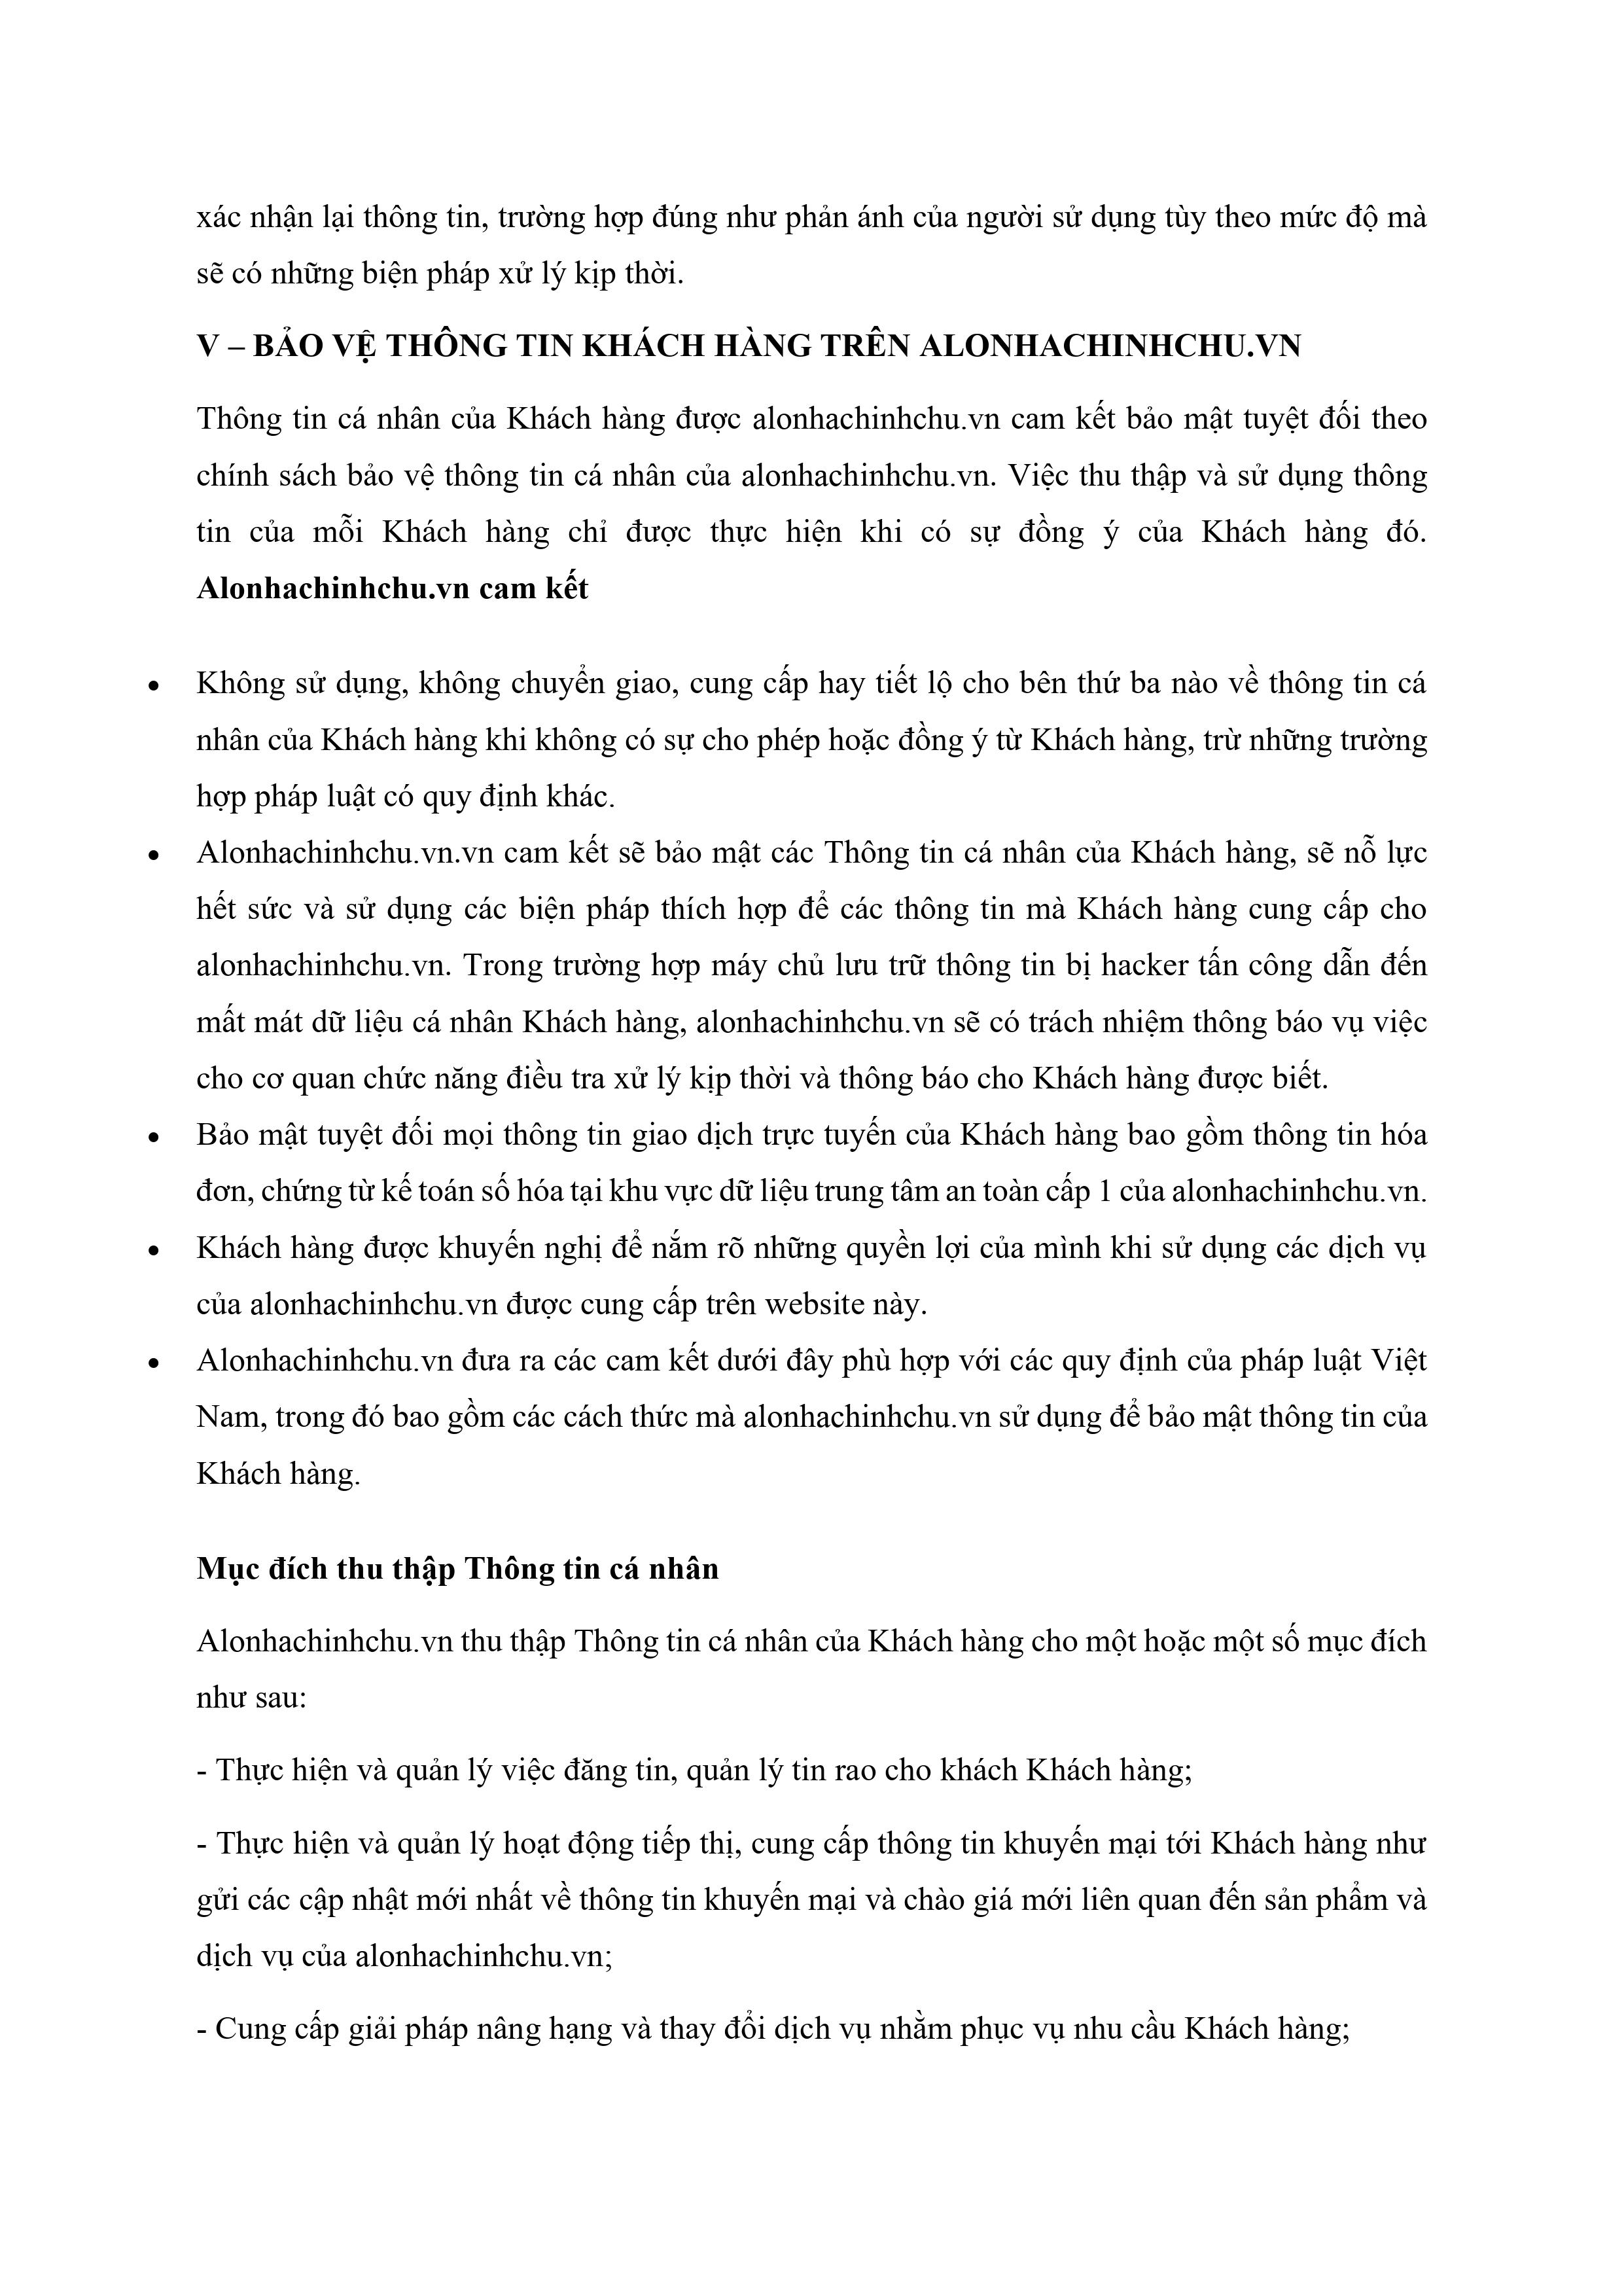 xác nhận lại thông tin, trường hợp đúng như phản ánh của người sử dụng tùy theo mức độ mà
sẽ có những biện pháp xử lý kịp thời.
V – BẢO VỆ THÔNG TIN KHÁCH HÀNG TRÊN ALONHACHINHCHU.VN
Thông tin cá nhân của Khách hàng được alonhachinhchu.vn cam kết bảo mật tuyệt đối theo
chính sách bảo vệ thông tin cá nhân của alonhachinhchu.vn. Việc thu thập và sử dụng thông
tin của mỗi Khách hàng chỉ được thực hiện khi có sự đồng ý của Khách hàng đó.
Alonhachinhchu.vn cam kết
• Không sử dụng, không chuyển giao, cung cấp hay tiết lộ cho bên thứ ba nào về thông tin cá
nhân của Khách hàng khi không có sự cho phép hoặc đồng ý từ Khách hàng, trừ những trường
hợp pháp luật có quy định khác.
• Alonhachinhchu.vn.vn cam kết sẽ bảo mật các Thông tin cá nhân của Khách hàng, sẽ nỗ lực
hết sức và sử dụng các biện pháp thích hợp để các thông tin mà Khách hàng cung cấp cho
alonhachinhchu.vn. Trong trường hợp máy chủ lưu trữ thông tin bị hacker tấn công dẫn đến
mất mát dữ liệu cá nhân Khách hàng, alonhachinhchu.vn sẽ có trách nhiệm thông báo vụ việc
cho cơ quan chức năng điều tra xử lý kịp thời và thông báo cho Khách hàng được biết.
• Bảo mật tuyệt đối mọi thông tin giao dịch trực tuyến của Khách hàng bao gồm thông tin hóa
đơn, chứng từ kế toán số hóa tại khu vực dữ liệu trung tâm an toàn cấp 1 của alonhachinhchu.vn.
• Khách hàng được khuyến nghị để nắm rõ những quyền lợi của mình khi sử dụng các dịch vụ
của alonhachinhchu.vn được cung cấp trên website này.
• Alonhachinhchu.vn đưa ra các cam kết dưới đây phù hợp với các quy định của pháp luật Việt
Nam, trong đó bao gồm các cách thức mà alonhachinhchu.vn sử dụng để bảo mật thông tin của
Khách hàng.
Mục đích thu thập Thông tin cá nhân
Alonhachinhchu.vn thu thập Thông tin cá nhân của Khách hàng cho một hoặc một số mục đích
như sau:
- Thực hiện và quản lý việc đăng tin, quản lý tin rao cho khách Khách hàng;
- Thực hiện và quản lý hoạt động tiếp thị, cung cấp thông tin khuyến mại tới Khách hàng như
gửi các cập nhật mới nhất về thông tin khuyến mại và chào giá mới liên quan đến sản phẩm và
dịch vụ của alonhachinhchu.vn;
- Cung cấp giải pháp nâng hạng và thay đổi dịch vụ nhằm phục vụ nhu cầu Khách hàng;